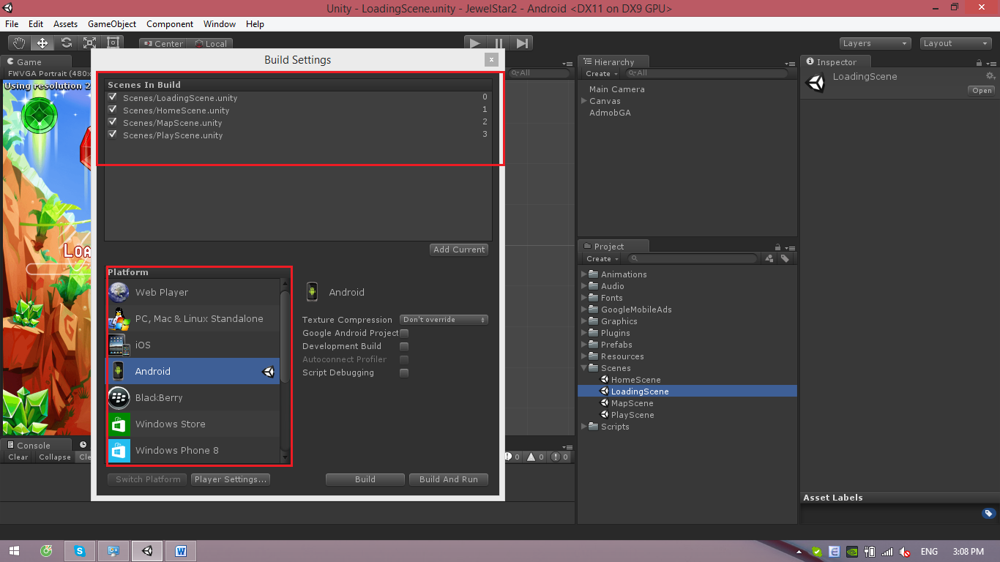 Unity - LoadingScene.unity - JewelStar2 - Android <DX11 on DX9 GPU>
File Edit Assets GameObject Component Window Help
Center Local Layers Layout
Game
FWVGA Portrait (480x
Using resolution 2
Build Settings
Scenes In Build
Scenes/LoadingScene.unity 0
Scenes/HomeScene.unity 1
Scenes/MapScene.unity 2
Scenes/PlayScene.unity 3
Add Current
Platform
Web Player
PC, Mac & Linux Standalone
iOS
Android
BlackBerry
Windows Store
Windows Phone 8
Android
Texture Compression Don't override
Google Android Project
Development Build
Autoconnect Profiler
Script Debugging
Switch Platform Player Settings... Build Build And Run
All
Hierarchy
Create All
Main Camera
Canvas
AdmobGA
Project
Create
Animations
Audio
Fonts
GoogleMobileAds
Graphics
Plugins
Prefabs
Resources
Scenes
HomeScene
LoadingScene
MapScene
PlayScene
Scripts
Inspector
LoadingScene
Open
Asset Labels
LOA
Console
Clear Collapse Cle 0 0 0
ENG 3:08 PM